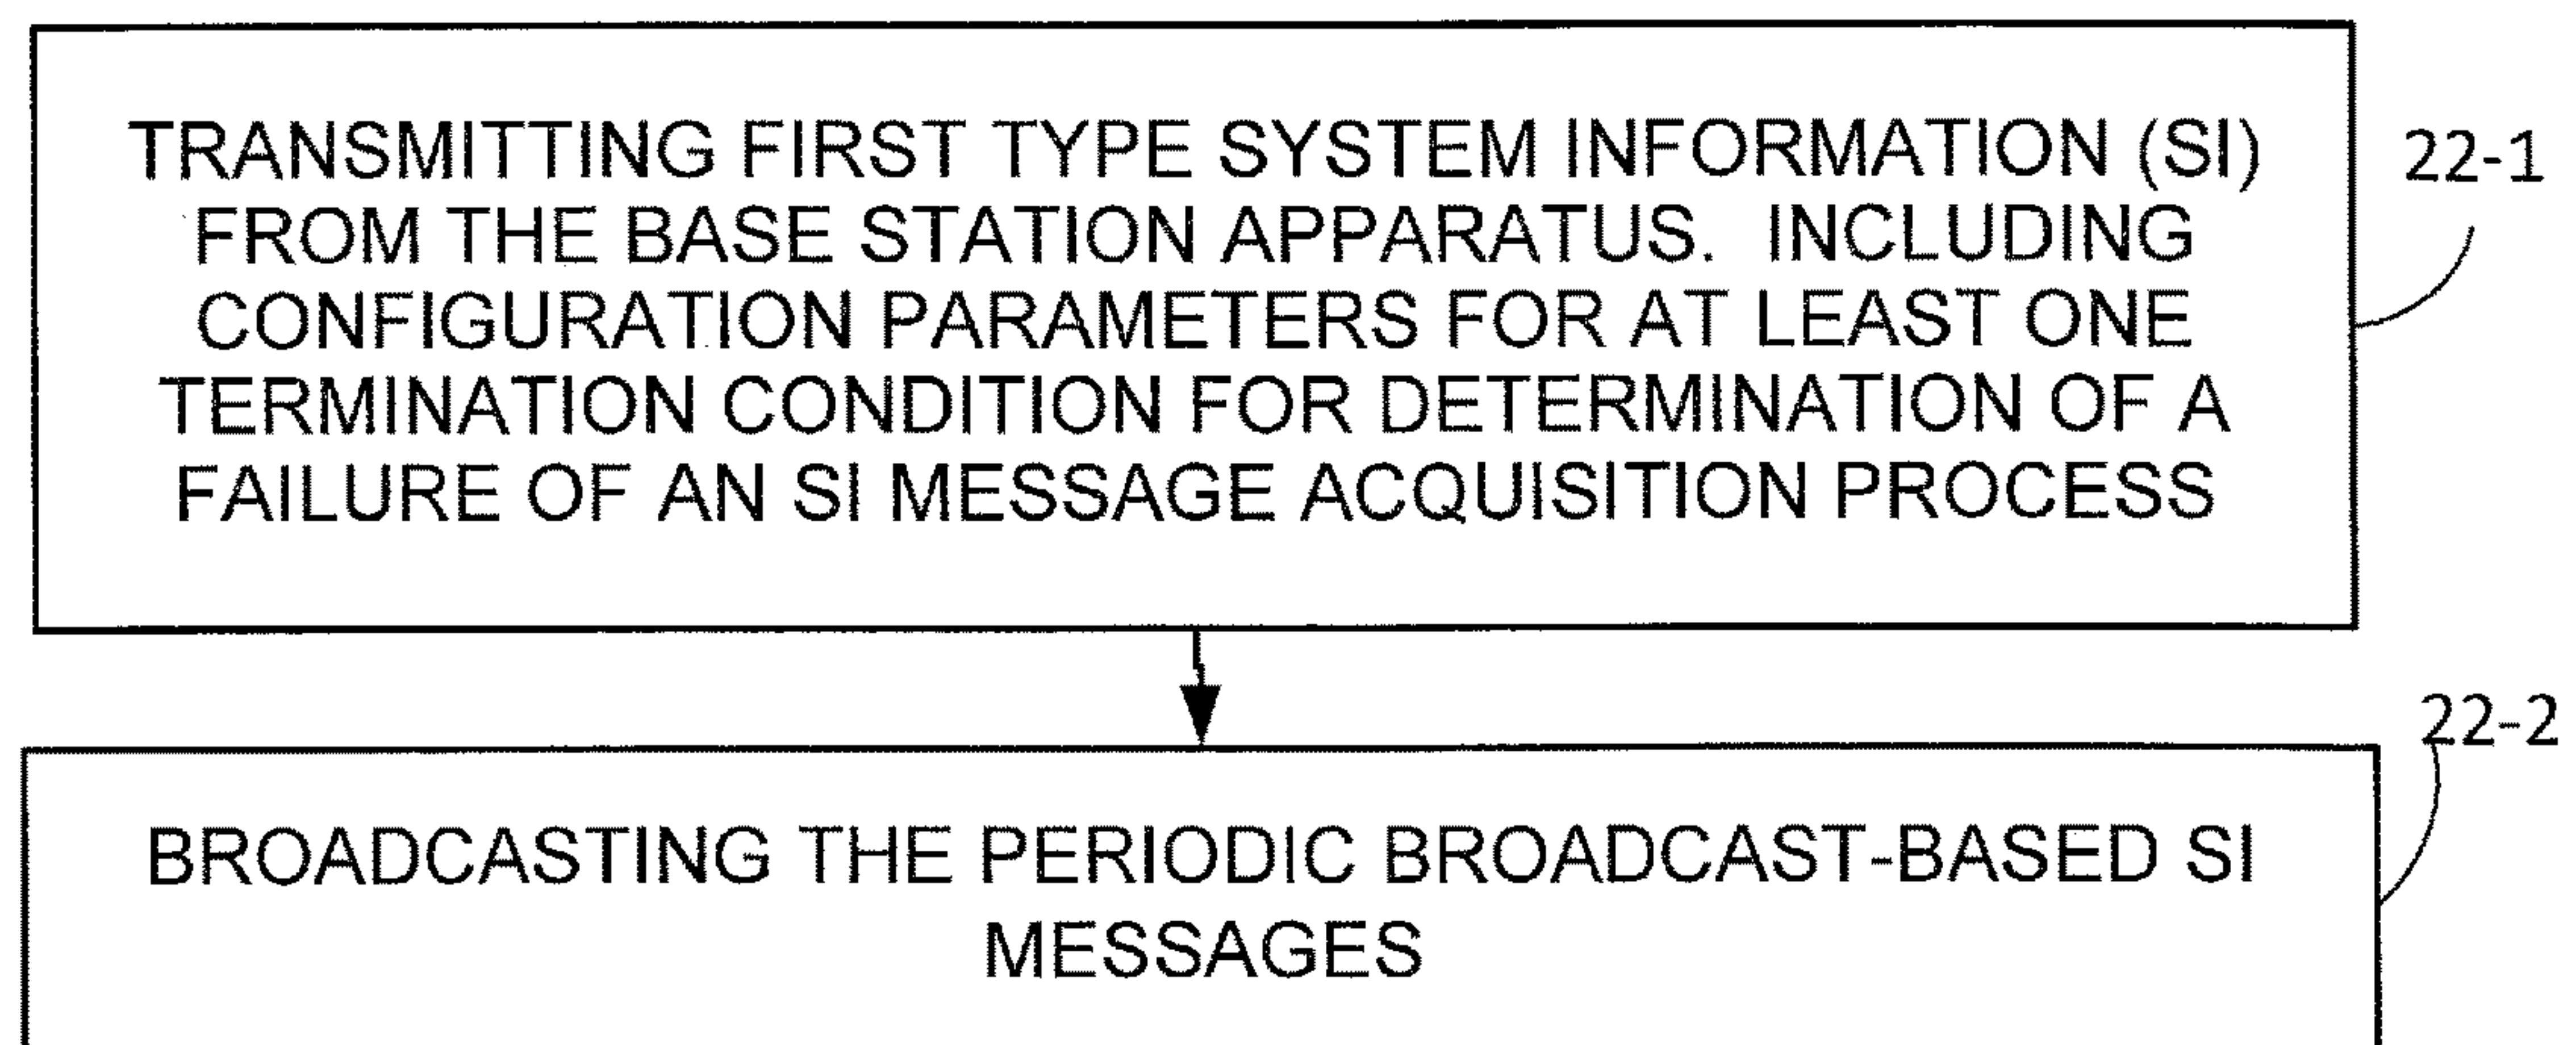 TRANSMITTING FIRST TYPE SYSTEM INFORMATION (SI)
22-1
FROM THE BASE STATION APPARATUS. INCLUDING
CONFIGURATION PARAMETERS FOR AT LEAST ONE
TERMINATION CONDITION FOR DETERMINATION OF A
FAILURE OF AN SI MESSAGE ACQUISITION PROCESS
22-2
BROADCASTING THE PERIODIC BROADCAST-BASED SI
MESSAGES